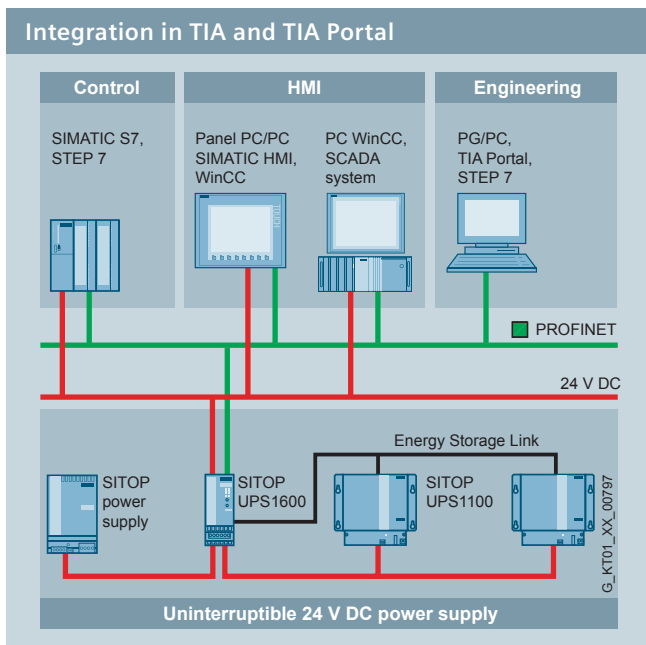 Integration in TIA and TIA Portal
Control
HMI
Engineering
SIMATIC S7,
STEP 7
Panel PC/PC
SIMATIC HMI,
WinCC
PC WinCC,
SCADA
system
PG/PC,
TIA Portal,
STEP 7
TOUCH
PROFINET
24 V DC
Energy Storage Link
SITOP
power
supply
SITOP
UPS1600
SITOP
UPS1100
G_KT01_XX_00797
Uninterruptible 24 V DC power supply